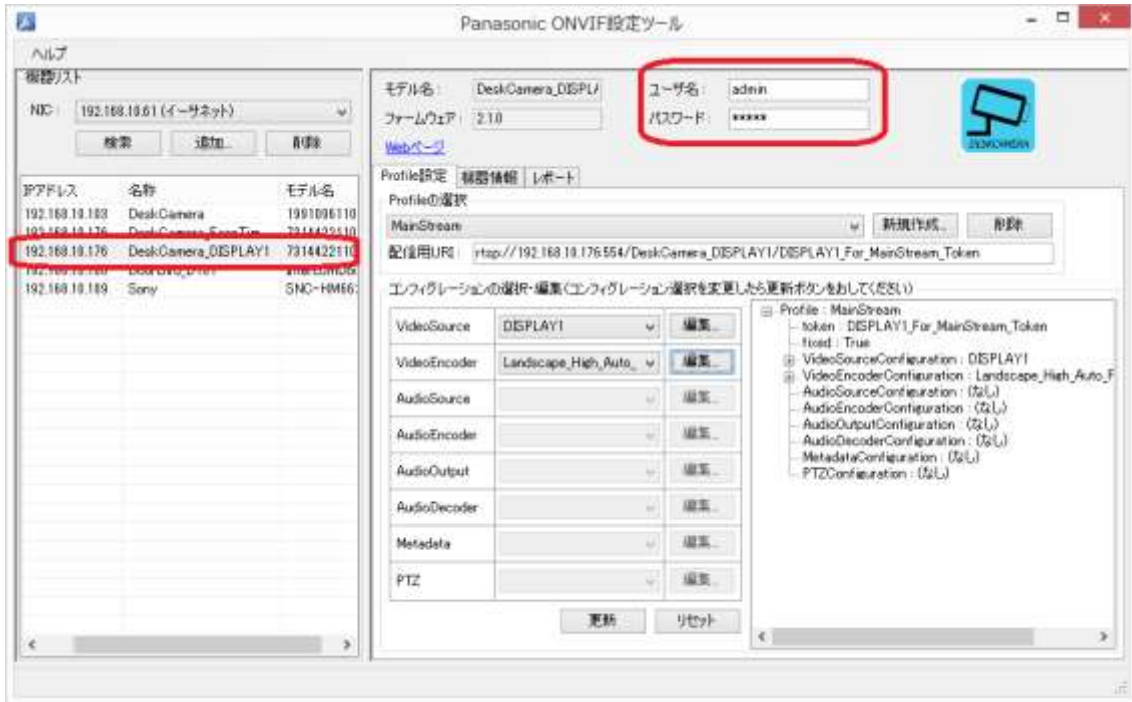 Panasonic ONVIF設定ツール
ヘルプ
機器リスト
NIC : 192.168.10.61 (イーサネット)
検索 追加... 削除
IPアドレス 名称 モデル名
192.168.10.103 DeskCamera 1991096110
192.168.10.176
192.168.10.176 DeskCamera_DISPLAY1 7314422110
192.168.10.189 Sony SNC-HM66
モデル名: DeskCamera_DISPL
ファームウェア: 2.1.0
Webページ
ユーザ名: admin
パスワード: *****
Profile設定 機器情報 レポート
Profileの選択
MainStream 新規作成... 削除
配信用URI: rtsp://192.168.10.176:554/DeskCamera_DISPLAY1/DISPLAY1_For_MainStream_Token
コンフィグレーションの選択・編集(コンフィグレーション選択を変更したら更新ボタンをおしてください)
VideoSource DISPLAY1 編集...
VideoEncoder Landscape_High_Auto_ 編集...
AudioSource 編集...
AudioEncoder 編集...
AudioOutput 編集...
AudioDecoder 編集...
Metadata 編集...
PTZ 編集...
更新 リセット
Profile : MainStream
token : DISPLAY1_For_MainStream_Token
fixed : True
VideoSourceConfiguration : DISPLAY1
VideoEncoderConfiguration : Landscape_High_Auto_F
AudioSourceConfiguration : (なし)
AudioEncoderConfiguration : (なし)
AudioOutputConfiguration : (なし)
AudioDecoderConfiguration : (なし)
MetadataConfiguration : (なし)
PTZConfiguration : (なし)